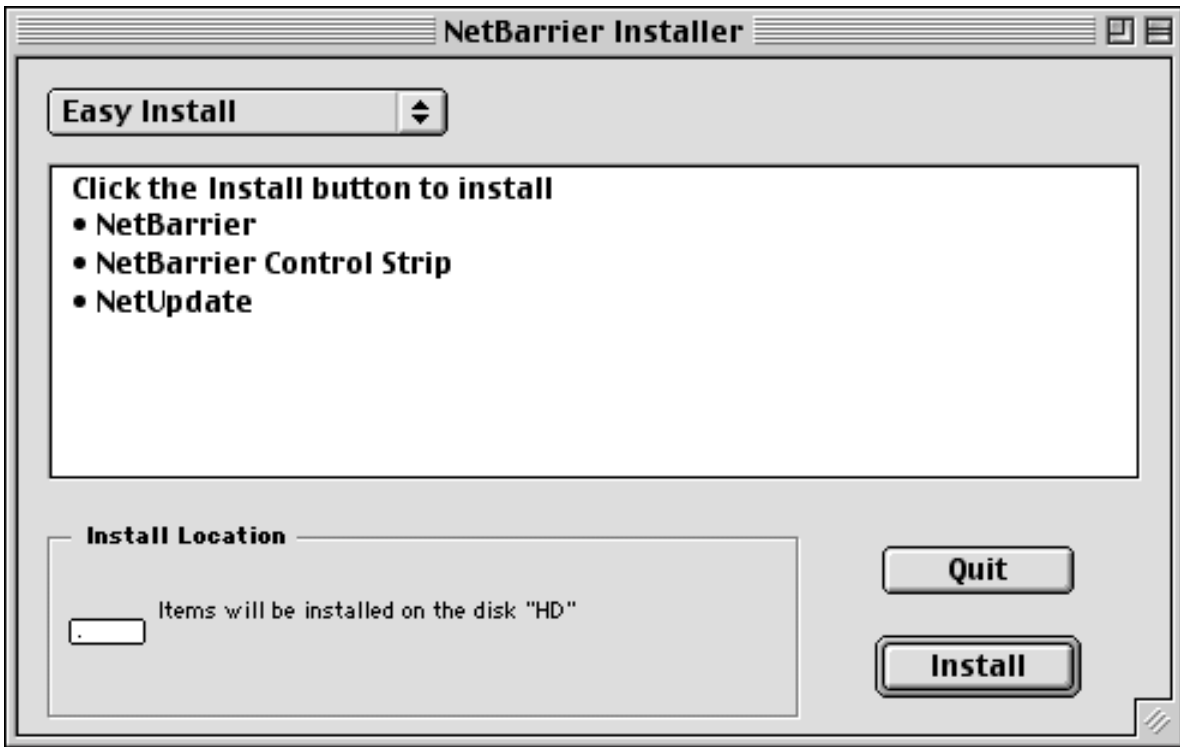 NetBarrier Installer
Easy Install
Click the Install button to install
• NetBarrier
• NetBarrier Control Strip
• NetUpdate
Install Location
Items will be installed on the disk "HD"
Quit
Install